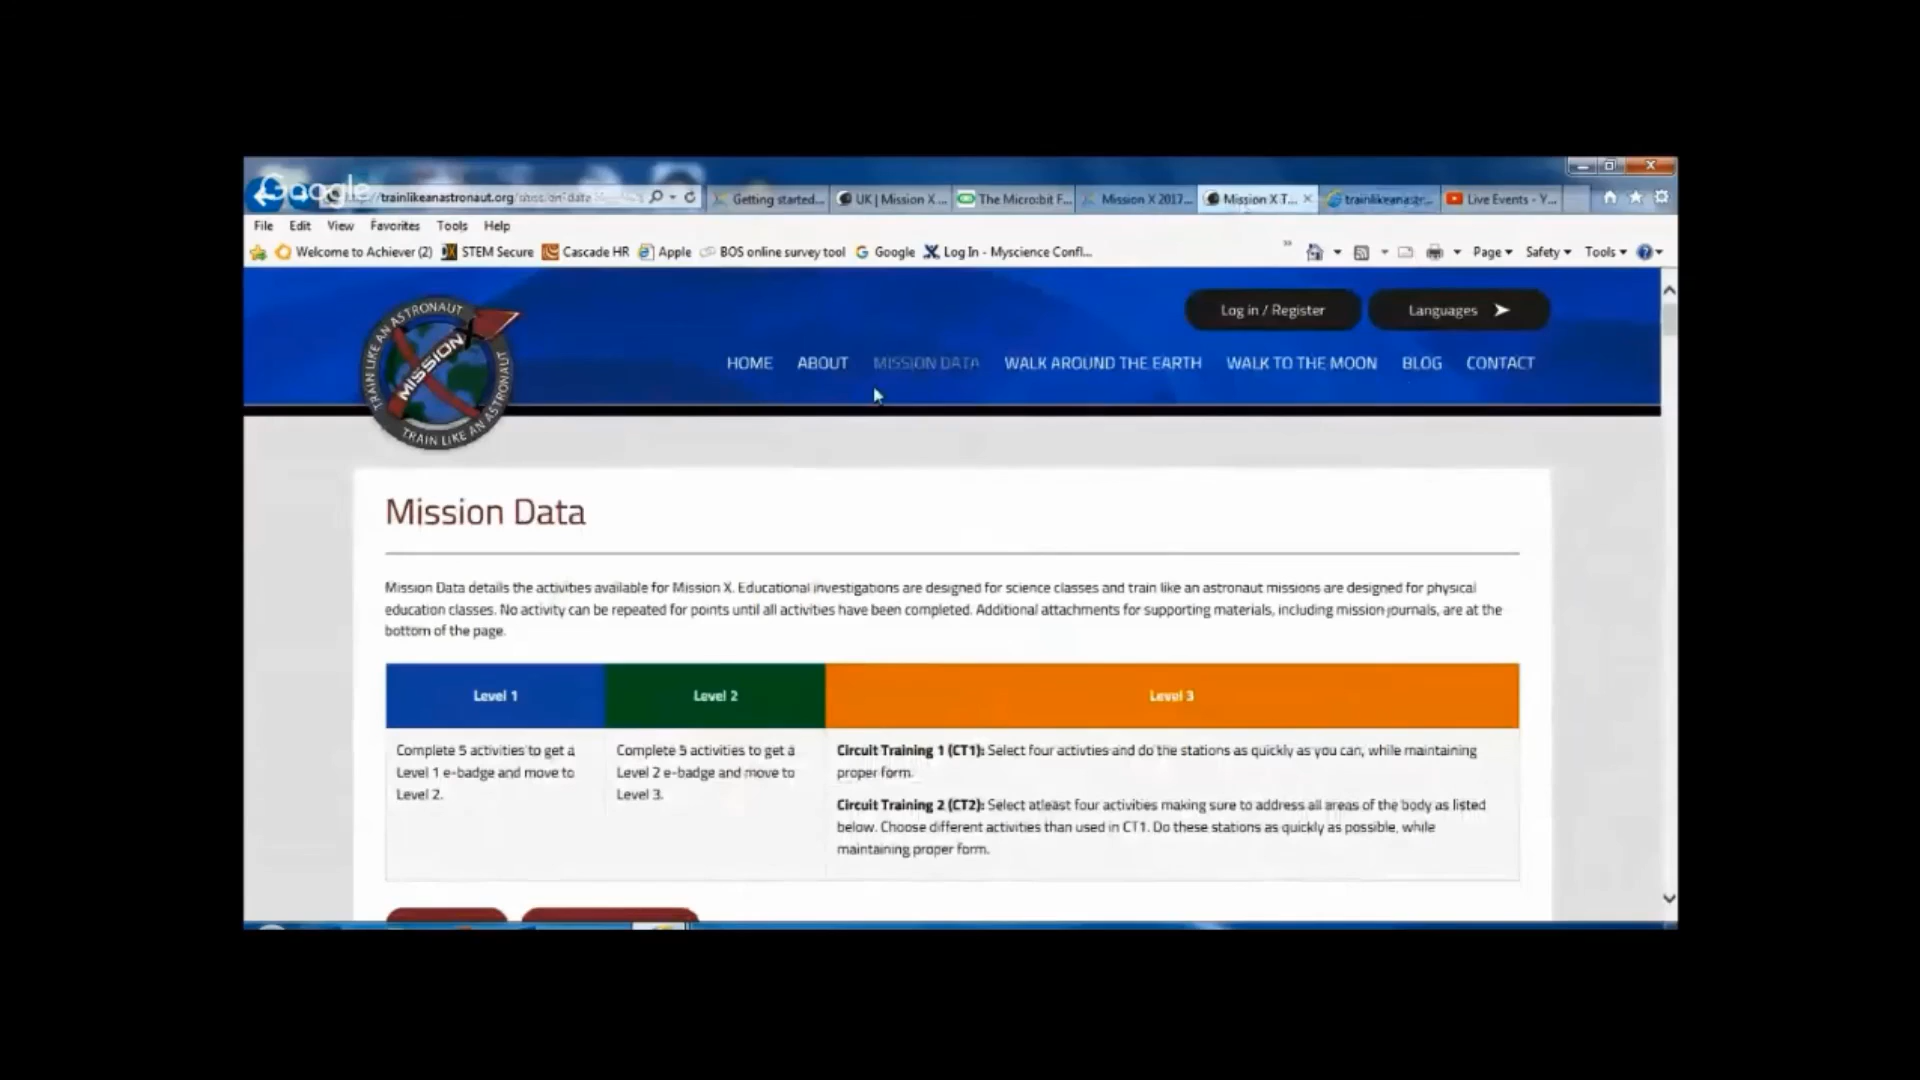 Google
trainlikeanastronaut.org/mission-data
Getting started...
UK | Mission X ...
The Micro:bit F...
Mission X 2017...
Mission X T...
trainlikeanastr...
Live Events - Y...
File Edit View Favorites Tools Help
Welcome to Achiever (2) STEM Secure Cascade HR Apple BOS online survey tool Google Log In - Myscience Confl...
Page Safety Tools
TRAIN LIKE AN ASTRONAUT
MISSION X
TRAIN LIKE AN ASTRONAUT
Log in / Register
Languages
HOME ABOUT MISSION DATA WALK AROUND THE EARTH WALK TO THE MOON BLOG CONTACT
Mission Data
Mission Data details the activities available for Mission X. Educational investigations are designed for science classes and train like an astronaut missions are designed for physical
education classes. No activity can be repeated for points until all activities have been completed. Additional attachments for supporting materials, including mission journals, are at the
bottom of the page.
Level 1
Level 2
Level 3
Complete 5 activities to get a
Level 1 e-badge and move to
Level 2.
Complete 5 activities to get a
Level 2 e-badge and move to
Level 3.
Circuit Training 1 (CT1): Select four activties and do the stations as quickly as you can, while maintaining
proper form.
Circuit Training 2 (CT2): Select atleast four activities making sure to address all areas of the body as listed
below. Choose different activities than used in CT1. Do these stations as quickly as possible, while
maintaining proper form.